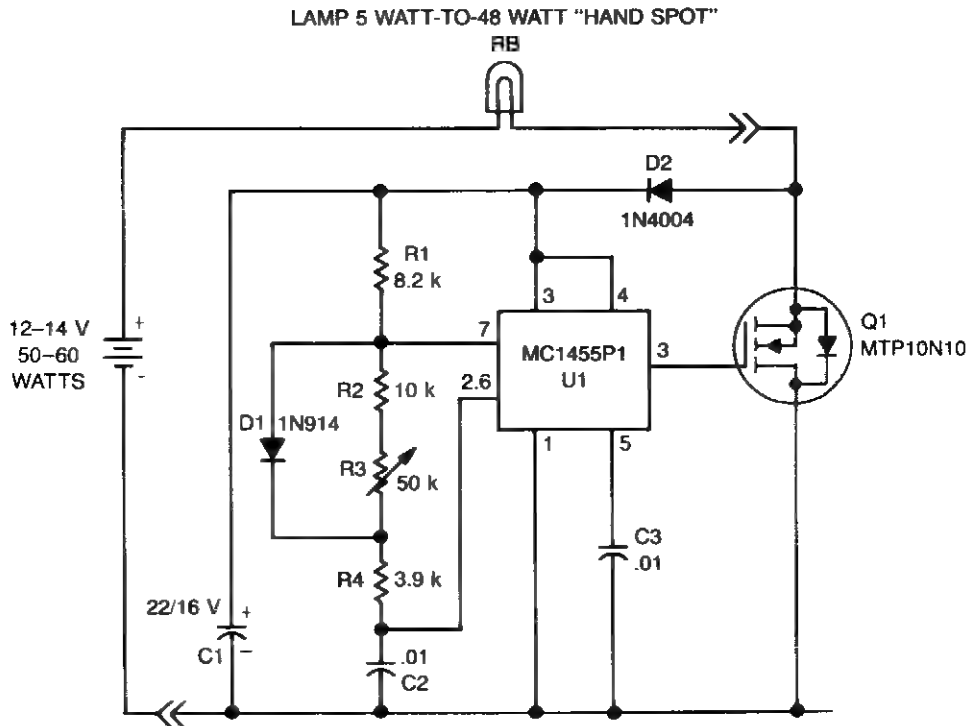 LAMP 5 WATT-TO-48 WATT "HAND SPOT"
RB
D2
1N4004
R1
8.2 k
3
4
12–14 V
50–60
WATTS
+
-
7
MC1455P1
U1
3
Q1
MTP10N10
R2
10 k
2.6
D1
1N914
R3
50 k
1
5
C3
.01
R4
3.9 k
22/16 V
+
C1
-
.01
C2